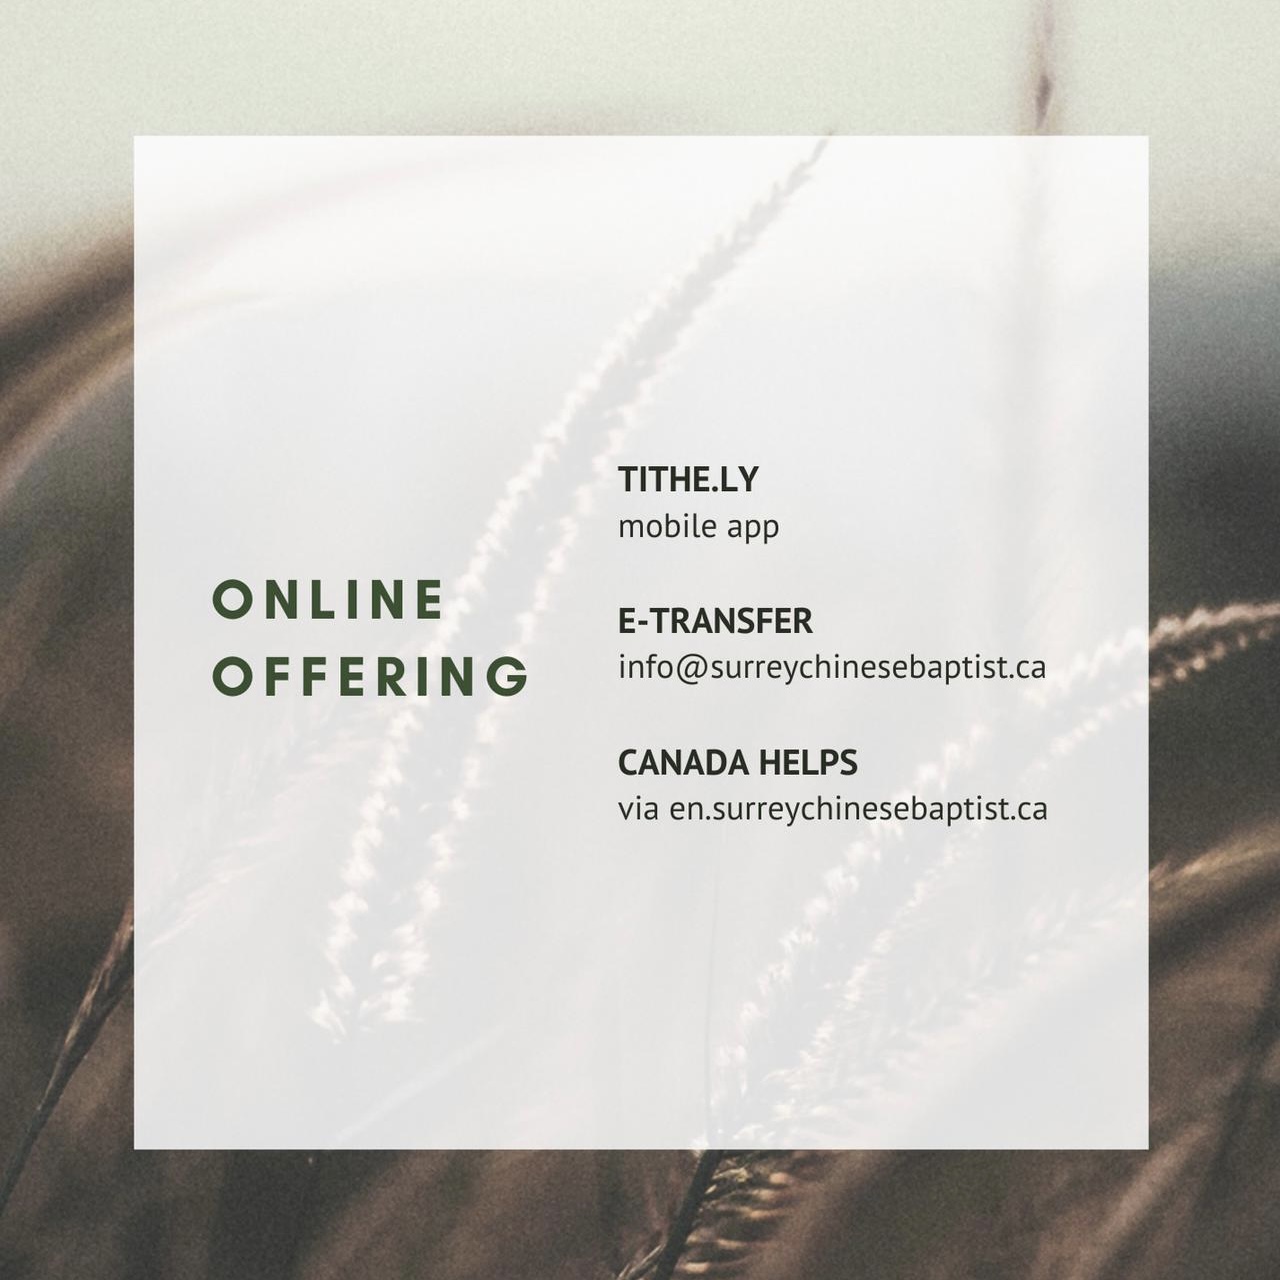 ONLINE
OFFERING
TITHE.LY
mobile app
E-TRANSFER
info@surreychinesebaptist.ca
CANADA HELPS
via en.surreychinesebaptist.ca